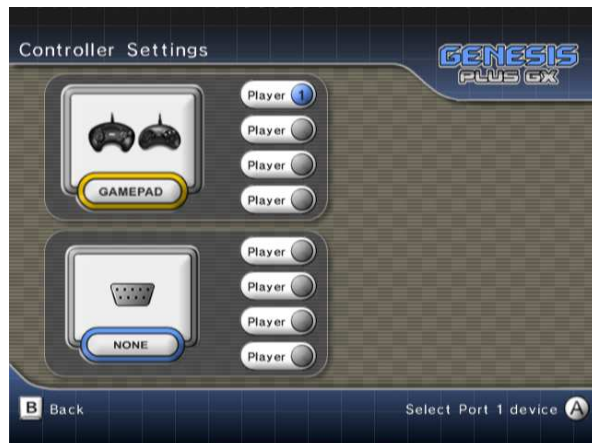 Controller Settings
GENESIS
PLUS GX
Player 1
Player
Player
Player
GAMEPAD
Player
Player
Player
Player
NONE
B Back
Select Port 1 device A